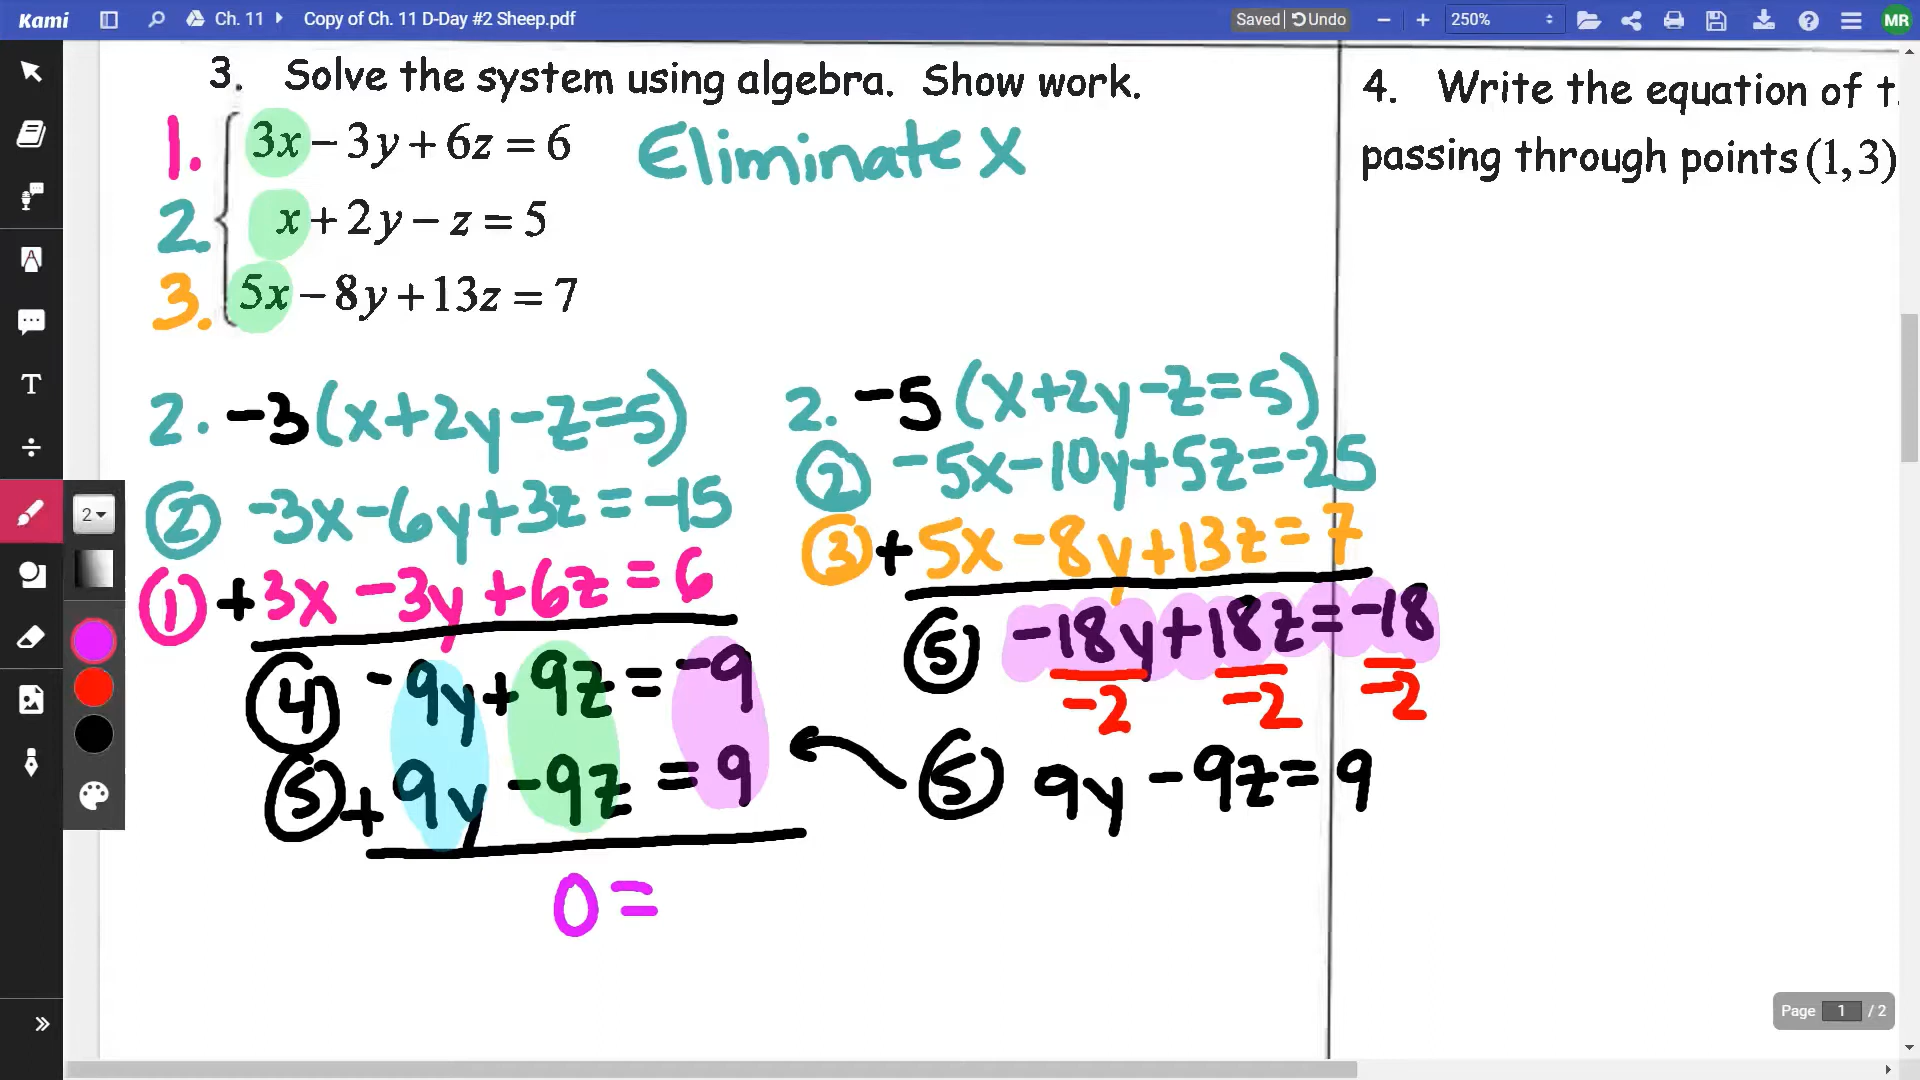 Kami Ch. 11 Copy of Ch. 11 D-Day #2 Sheep.pdf Saved Undo 250% MR
3. Solve the system using algebra. Show work.
1. 3x − 3y + 6z = 6 Eliminate x
2. x + 2y − z = 5
3. 5x − 8y + 13z = 7
2. -3(x+2y-z=5)
② -3x-6y+3z=-15
① +3x-3y+6z=6
④ -9y+9z=-9
⑤ +9y-9z=9
0=
2. -5(x+2y-z=5)
② -5x-10y+5z=-25
③ +5x-8y+13z=7
⑤ -18y+18z=-18
-2 -2 -2
⑤ 9y-9z=9
4. Write the equation of t
passing through points (1,3)
T
2
Page 1 / 2